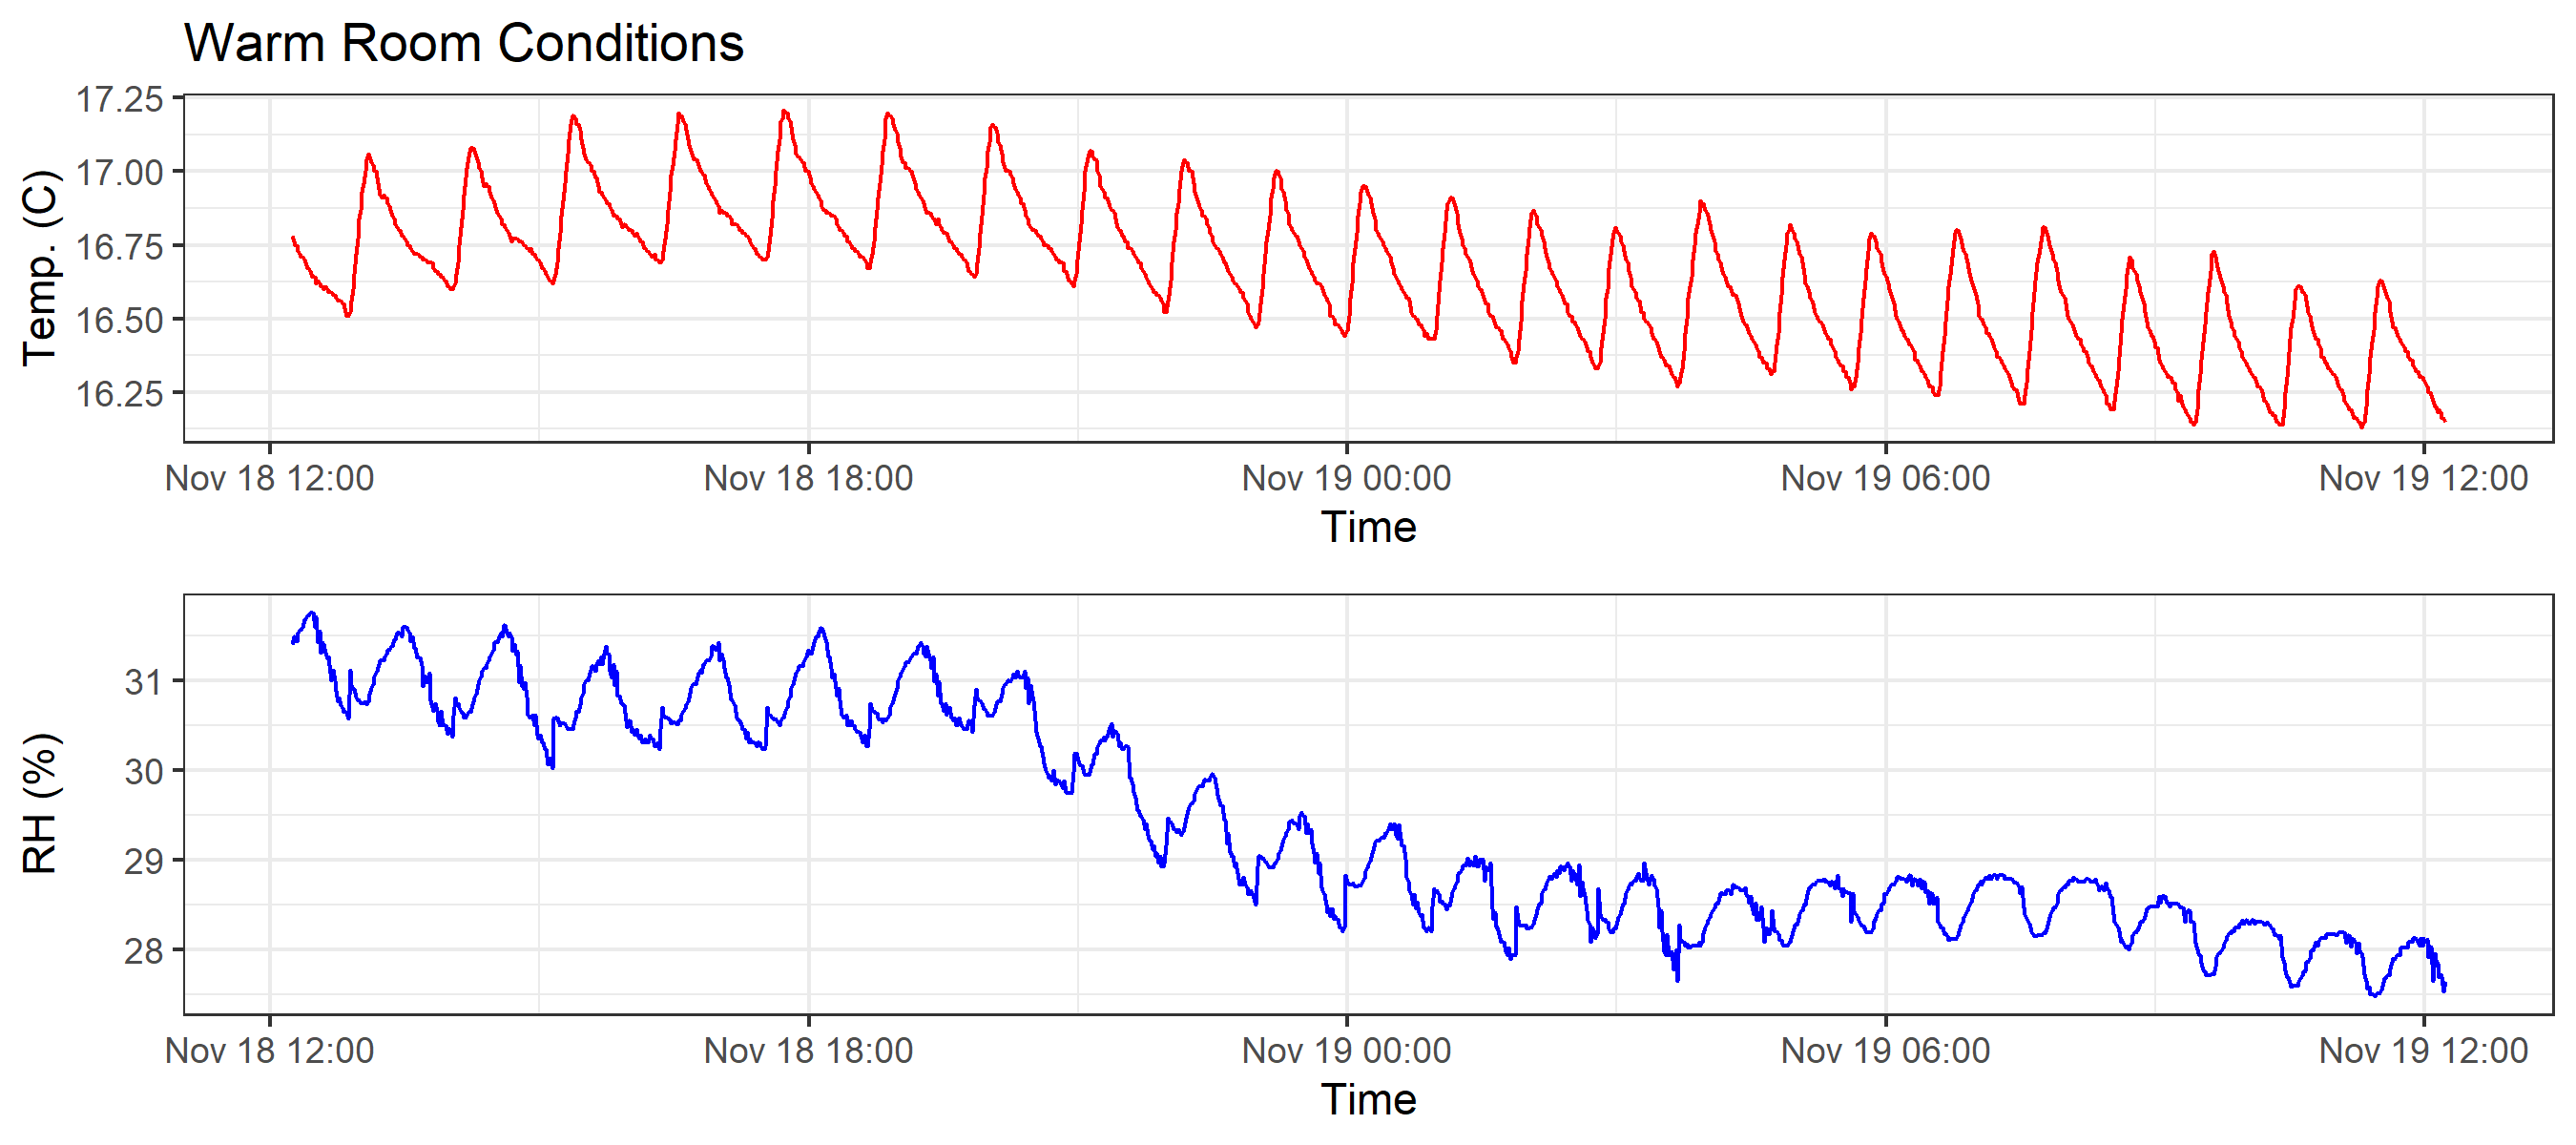 Warm Room Conditions
Temp. (C)
17.25
17.00
16.75
16.50
16.25
Nov 18 12:00 Nov 18 18:00 Nov 19 00:00 Nov 19 06:00 Nov 19 12:00
Time
RH (%)
31
30
29
28
Nov 18 12:00 Nov 18 18:00 Nov 19 00:00 Nov 19 06:00 Nov 19 12:00
Time